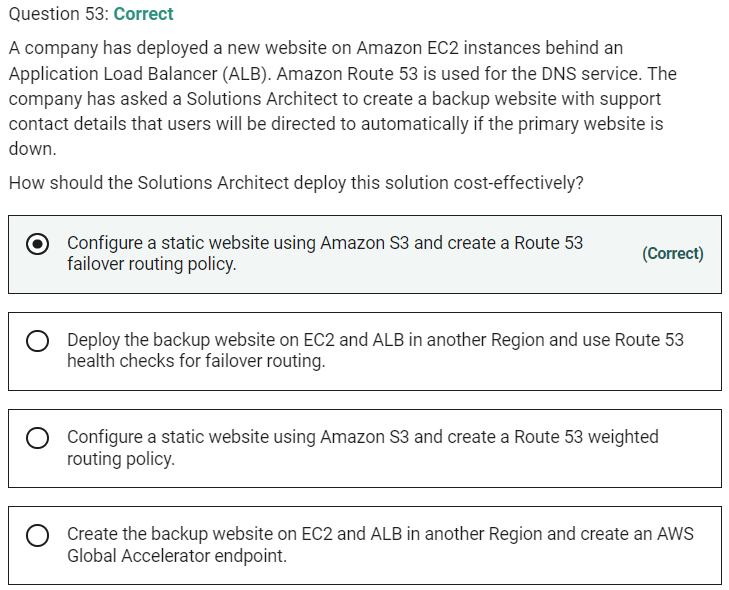 Question 53: Correct
A company has deployed a new website on Amazon EC2 instances behind an
Application Load Balancer (ALB). Amazon Route 53 is used for the DNS service. The
company has asked a Solutions Architect to create a backup website with support
contact details that users will be directed to automatically if the primary website is
down.
How should the Solutions Architect deploy this solution cost-effectively?
Configure a static website using Amazon S3 and create a Route 53
failover routing policy.
(Correct)
Deploy the backup website on EC2 and ALB in another Region and use Route 53
health checks for failover routing.
Configure a static website using Amazon S3 and create a Route 53 weighted
routing policy.
Create the backup website on EC2 and ALB in another Region and create an AWS
Global Accelerator endpoint.